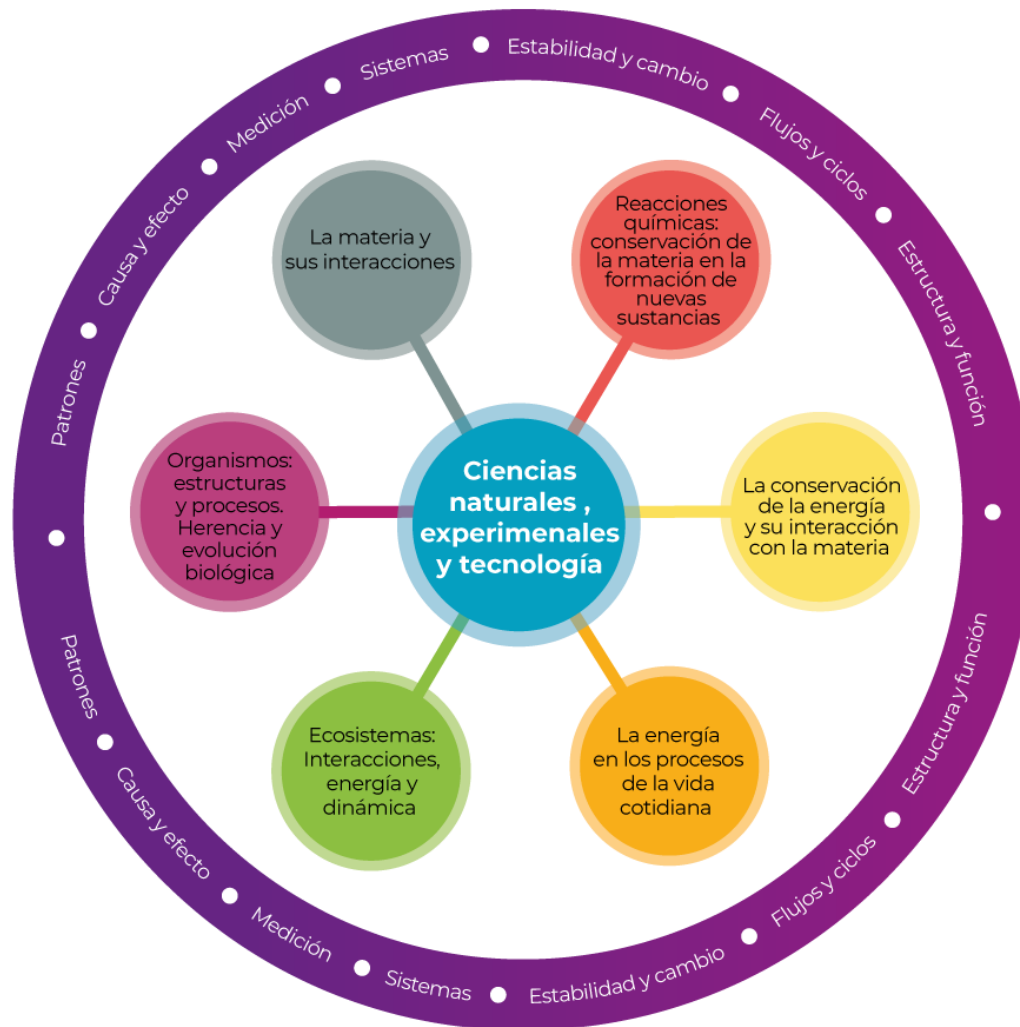 Patrones
Causa y efecto
Medición
Sistemas
Estabilidad y cambio
Flujos y ciclos
Estructura y función
La materia y
sus interacciones
Reacciones
químicas:
conservación de
la materia en la
formación de
nuevas
sustancias
Organismos:
estructuras
y procesos.
Herencia y
evolución
biológica
Ciencias
naturales ,
experimenales
y tecnología
La conservación
de la energía
y su interacción
con la materia
Ecosistemas:
Interacciones,
energía y
dinámica
La energía
en los procesos
de la vida
cotidiana
Patrones
Causa y efecto
Medición
Sistemas
Estabilidad y cambio
Flujos y ciclos
Estructura y función